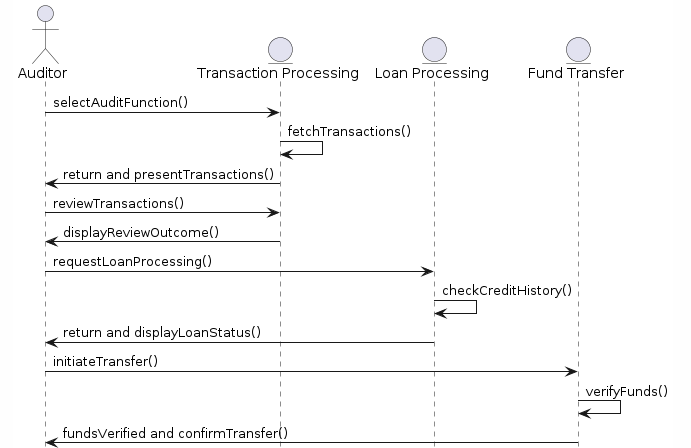 Auditor
Transaction Processing
Loan Processing
Fund Transfer
selectAuditFunction()
fetchTransactions()
return and presentTransactions()
reviewTransactions()
displayReviewOutcome()
requestLoanProcessing()
checkCreditHistory()
return and displayLoanStatus()
initiateTransfer()
verifyFunds()
fundsVerified and confirmTransfer()